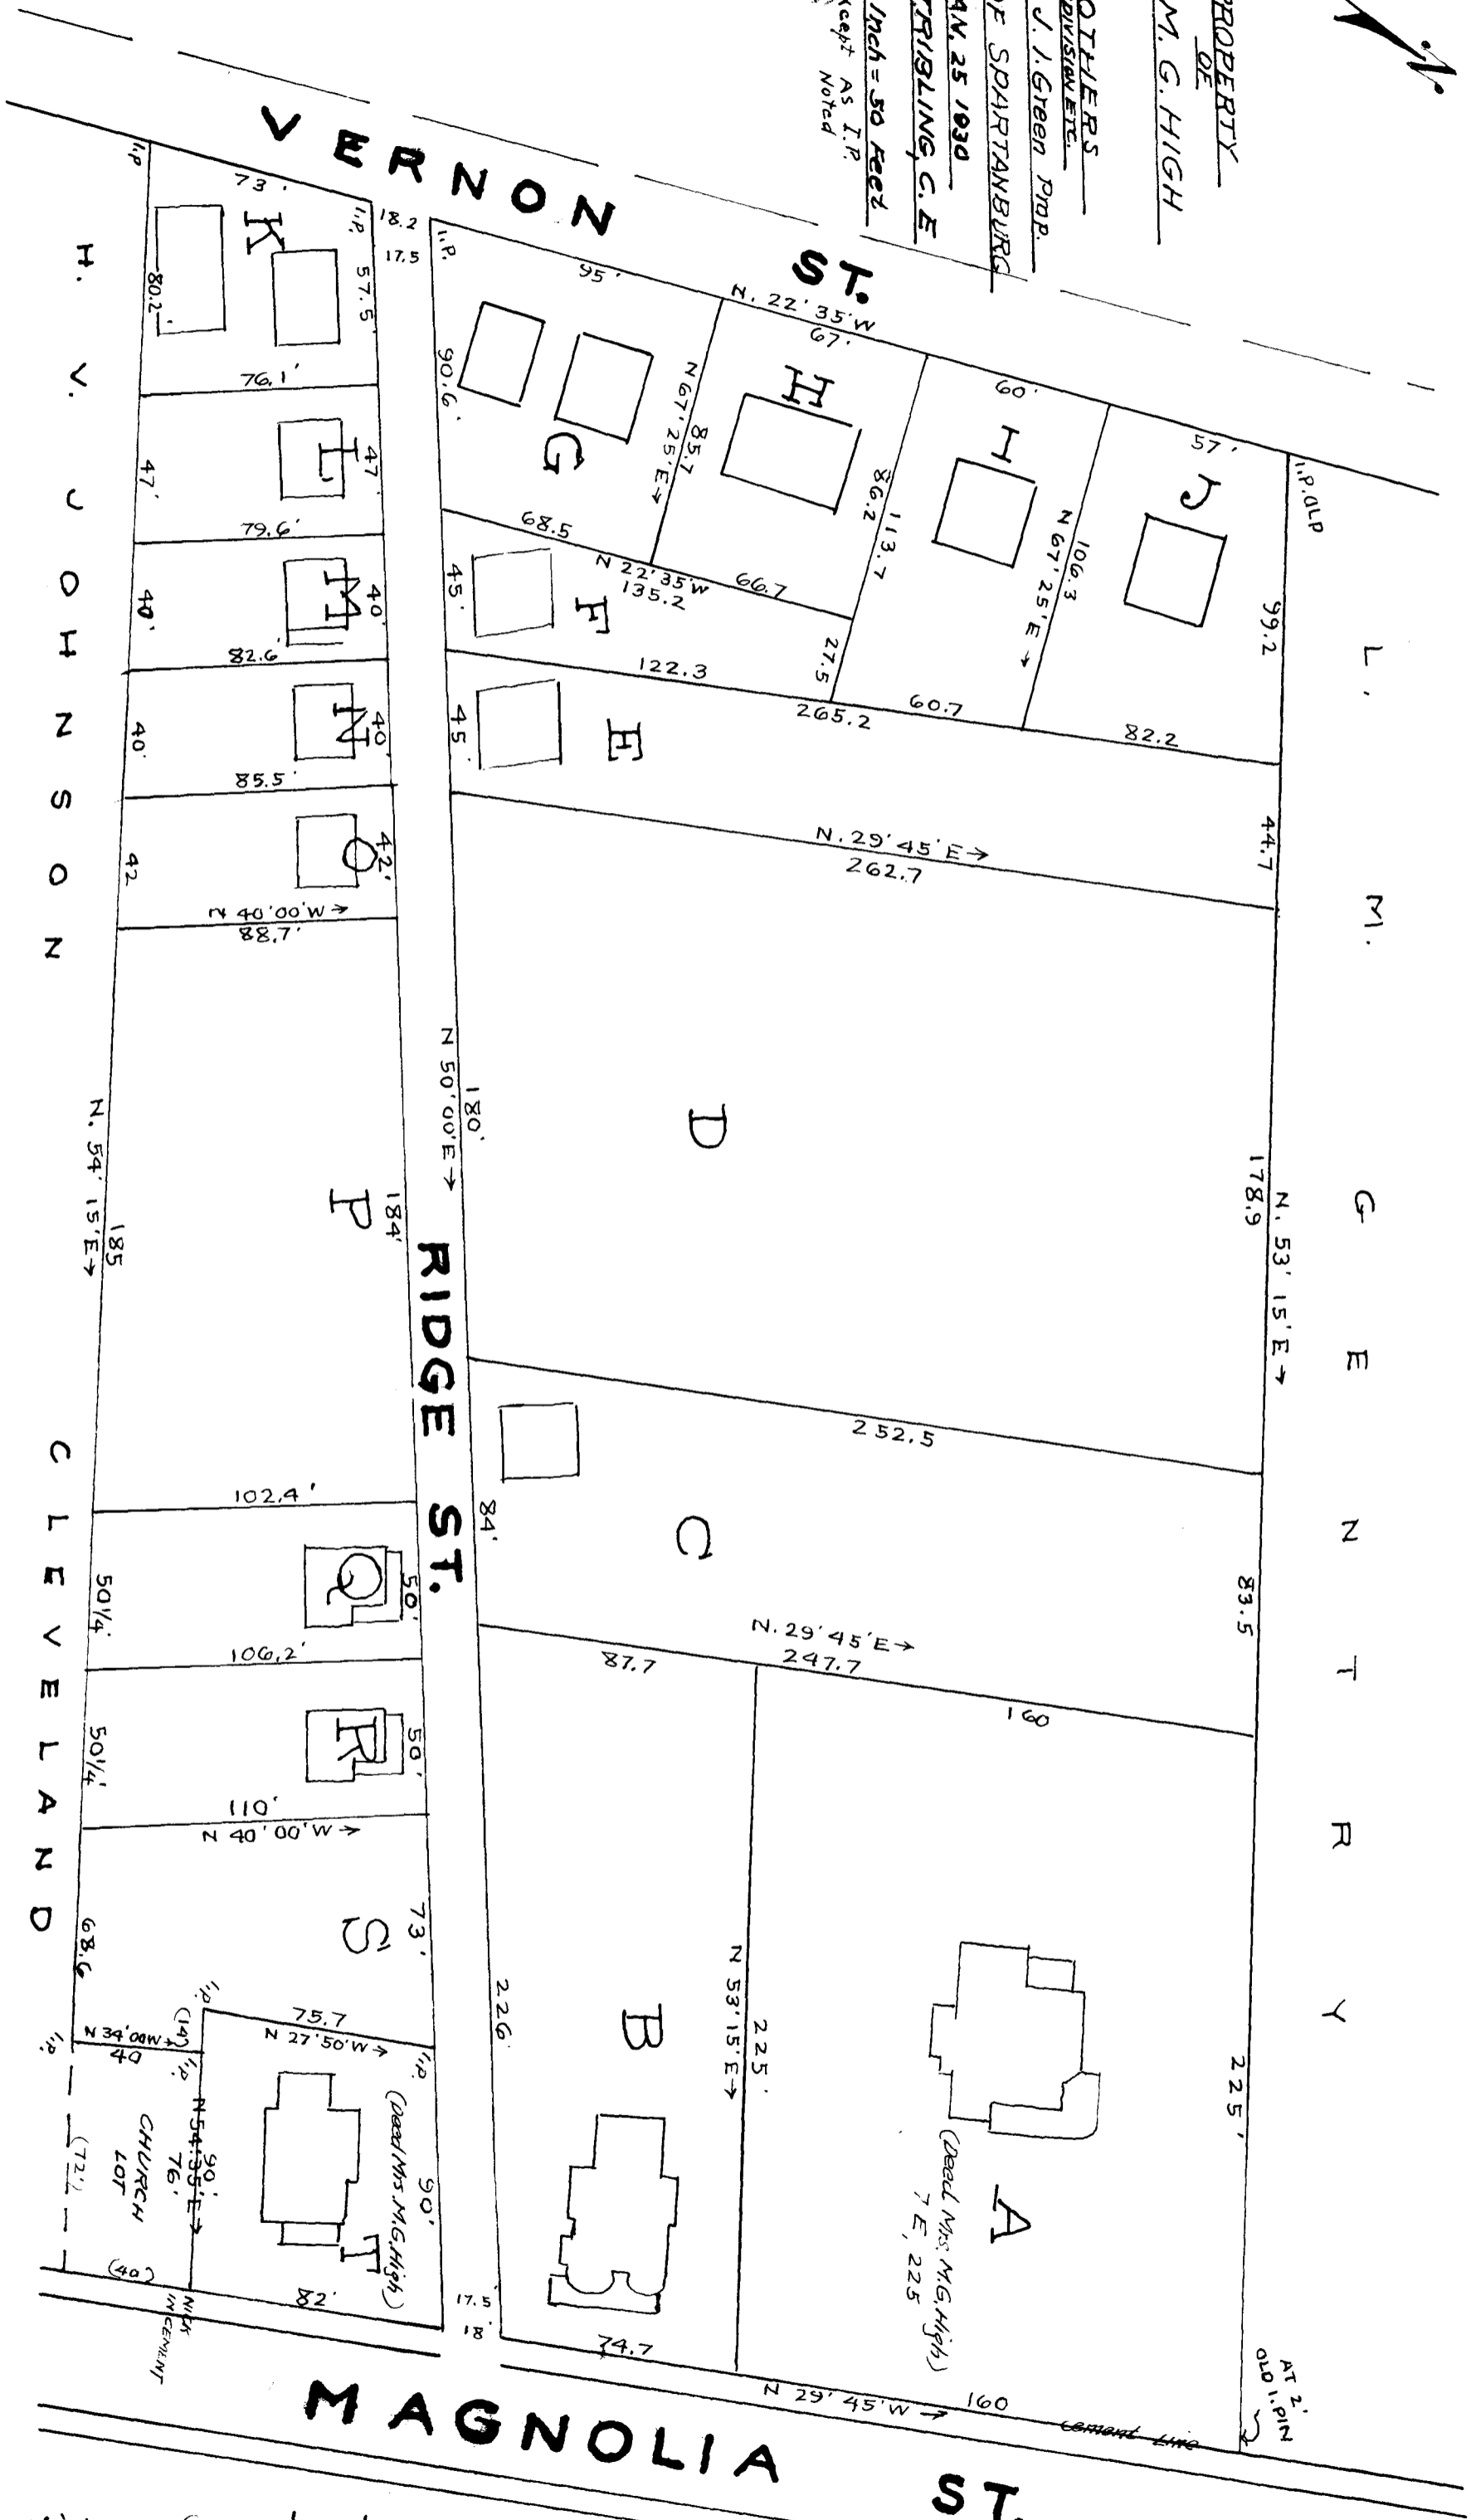 N
PROPERTY
OF
M. G. HIGH
OTHERS
DIVISION ETC.
J. I. Green Prop.
SPARTANBURG
AN. 25 1930
TRIBLING, C. E
Inch = 50 Feet
xcept AS I.P.
Noted
VERNON ST.
N. 22' 35'W
I.P.
73'
I.P.
18.2
17.5
I.P.
95'
67'
60'
57'
I.P. OLP
K
80.2'
57.5'
76.1'
L
47'
47'
79.6'
M
40'
40'
82.6'
N
40'
40'
85.5'
O
42'
42
N 40'00'W →
88.7'
P
184'
N. 54' 15'E →
185
102.4'
Q
50'
50 1/4'
106.2'
R
50'
50 1/4'
110'
N 40'00'W →
S
73'
68.6
75.7
N 27'50'W →
I.P.
(14)
I.P.
I.P.
I.P.
N 34'00W →
40
T
(Deed Mrs. M.G. High)
90'
82'
90'
N 54'35'E →
76'
CHURCH
LOT
(72')
(40)
NICK
IN CEMENT
H. V. JOHNSON
CLEVELAND
G
90.6'
68.5
N 67' 25'E →
85.7
H
86.2
66.7
N 22'35'W
135.2
I
113.7
27.5
60.7
J
106.3
N 67' 25'E →
99.2
82.2
F
45'
122.3
265.2
E
45'
44.7
N. 29' 45'E →
262.7
D
N 50'00'E →
180'
178.9
N. 53' 15'E →
252.5
C
84'
83.5
N. 29' 45'E →
247.7
87.7
160
B
226'
N 53'15'E →
225'
74.7
17.5
18'
A
(Deed Mrs. M.G. High)
7 E, 225
225'
AT 2'
OLD I. PIN
L. M. GENTRY
RIDGE ST.
N 29' 45'W →
160
cement Line
MAGNOLIA ST.